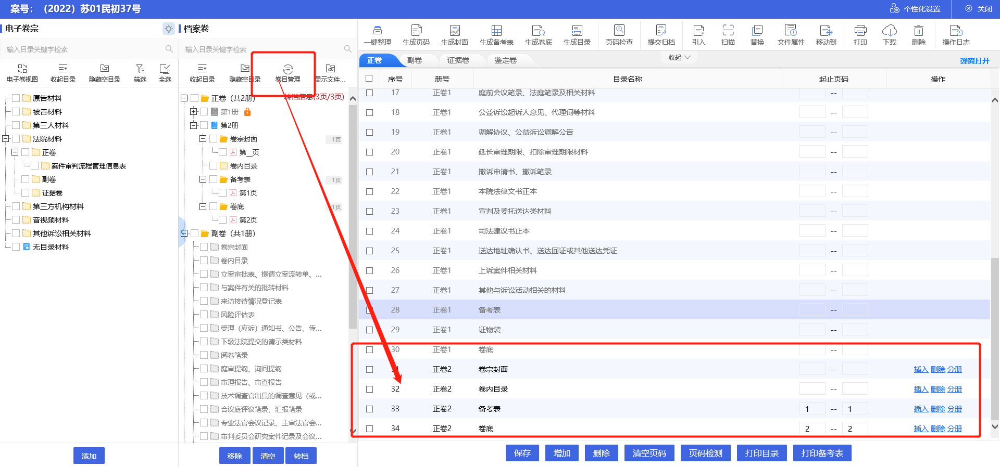 案号：（2022）苏01民初37号
个性化设置
关闭
电子卷宗
档案卷
输入目录关键字检索
输入目录关键字检索
电子卷视图
收起目录
隐藏空目录
筛选
全选
收起目录
隐藏空目录
卷目管理
显示文件...
原告材料
被告材料
第三人材料
法院材料
正卷
案件审判流程管理信息表
副卷
证据卷
第三方机构材料
音视频材料
其他诉讼相关材料
无目录材料
添加
正卷（共2册）
转档信息(3页/3页)
第1册
第2册
卷宗封面
1页
第__页
卷内目录
备考表
1页
第1页
卷底
1页
第2页
副卷（共1册）
卷宗封面
卷内目录
立案审批表、提请立案流转单、...
与案件有关的批转材料
来访接待情况登记表
风险评估表
受理（应诉）通知书、公告、传...
下级法院提交的请示类材料
阅卷笔录
庭审提纲、询问提纲
审理报告、审查报告
技术调查官出具的调查意见（或...
合议庭评议笔录、汇报笔录
专业法官会议记录、主审法官会...
审判委员会研究案件记录及会议...
移除
清空
转档
一键整理
生成页码
生成封面
生成备考表
生成卷底
生成目录
页码检查
提交归档
引入
扫描
替换
文件属性
移动到
打印
下载
删除
操作日志
正卷
副卷
证据卷
鉴定卷
收起
弹窗打开
序号 册号 目录名称 起止页码 操作
17 正卷1 庭前会议笔录、法庭笔录及相关材料 --
18 正卷1 公益诉讼起诉人意见、代理词等材料 --
19 正卷1 调解协议、公益诉讼调解公告 --
20 正卷1 延长审理期限、扣除审理期限材料 --
21 正卷1 撤诉申请书、撤诉笔录 --
22 正卷1 本院法律文书正本 --
23 正卷1 宣判及委托送达类材料 --
24 正卷1 司法建议书正本 --
25 正卷1 送达地址确认书、送达回证或其他送达凭证 --
26 正卷1 上诉案件相关材料 --
27 正卷1 其他与诉讼活动相关的材料 --
28 正卷1 备考表 --
29 正卷1 证物袋 --
30 正卷1 卷底 --
31 正卷2 卷宗封面 -- 插入 删除 分册
32 正卷2 卷内目录 -- 插入 删除 分册
33 正卷2 备考表 1 -- 1 插入 删除 分册
34 正卷2 卷底 2 -- 2 插入 删除 分册
保存
增加
删除
清空页码
页码检测
打印目录
打印备考表